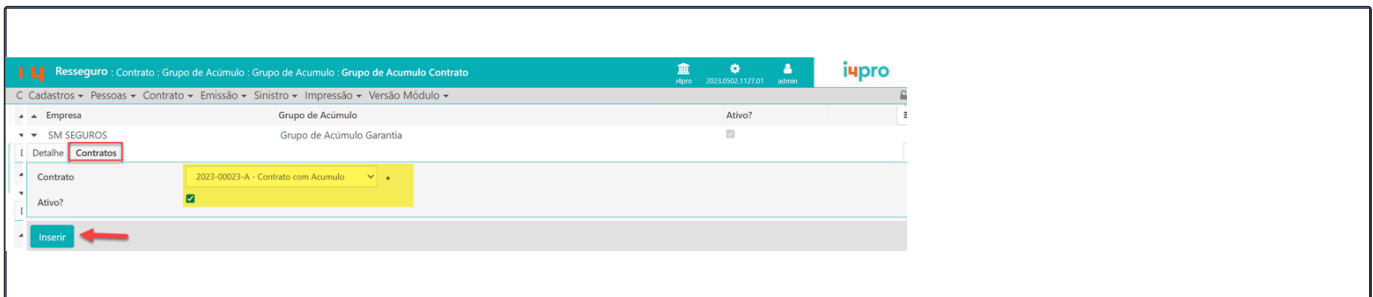 Resseguro : Contrato : Grupo de Acúmulo : Grupo de Acumulo : Grupo de Acumulo Contrato
i4pro 2023.0502.1127.01 admin
i4pro
C Cadastros Pessoas Contrato Emissão Sinistro Impressão Versão Módulo
Empresa Grupo de Acúmulo Ativo?
SM SEGUROS Grupo de Acúmulo Garantia
Detalhe Contratos
Contrato 2023-00023-A - Contrato com Acumulo
Ativo?
Inserir